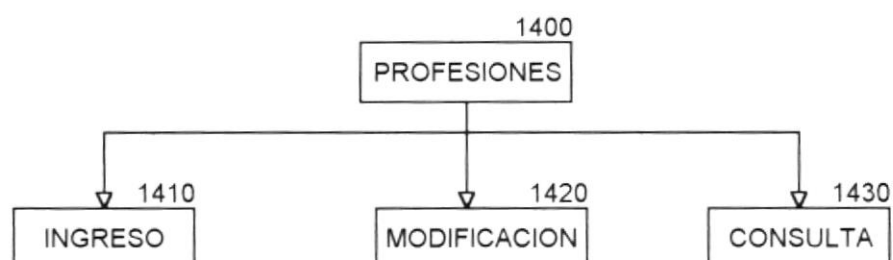 1400
PROFESIONES
1410 1420 1430
INGRESO MODIFICACION CONSULTA